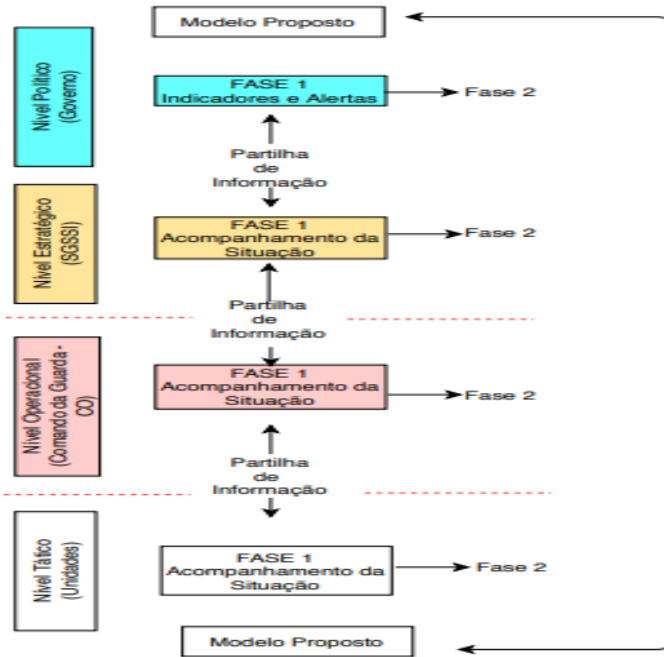 Modelo Proposto
Nível Político
(Governo)
FASE 1
Indicadores e Alertas
Fase 2
Partilha
de
Informação
Nível Estratégico
(SGSSI)
FASE 1
Acompanhamento da
Situação
Fase 2
Partilha
de
Informação
Nível Operacional
(Comando da Guarda -
CO)
FASE 1
Acompanhamento da
Situação
Fase 2
Partilha
de
Informação
Nível Tático
(Unidades)
FASE 1
Acompanhamento da
Situação
Fase 2
Modelo Proposto